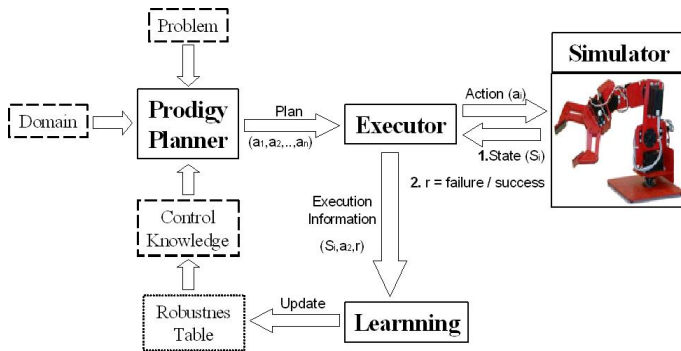 Problem
Simulator
Domain
Prodigy
Planner
Plan
(a1,a2,..,an)
Executor
Action (ai)
1.State (Si)
2. r = failure / success
Execution
Information
(Si,a2,r)
Control
Knowledge
Robustnes
Table
Update
Learnning